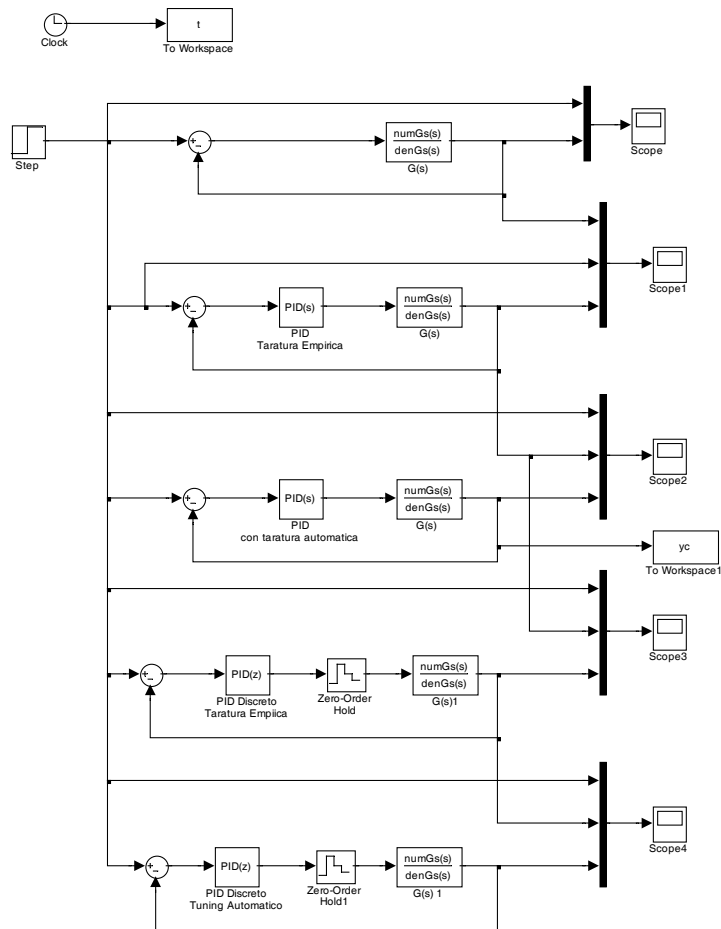 t
Clock
To Workspace
Step
+
-
numGs(s)
denGs(s)
G(s)
Scope
Scope1
+
-
PID(s)
PID
Taratura Empirica
numGs(s)
denGs(s)
G(s)
Scope2
+
-
PID(s)
PID
con taratura automatica
numGs(s)
denGs(s)
G(s)
yc
To Workspace1
Scope3
+
-
PID(z)
PID Discreto
Taratura Empiica
Zero-Order
Hold
numGs(s)
denGs(s)
G(s)1
Scope4
+
-
PID(z)
PID Discreto
Tuning Automatico
Zero-Order
Hold1
numGs(s)
denGs(s)
G(s) 1